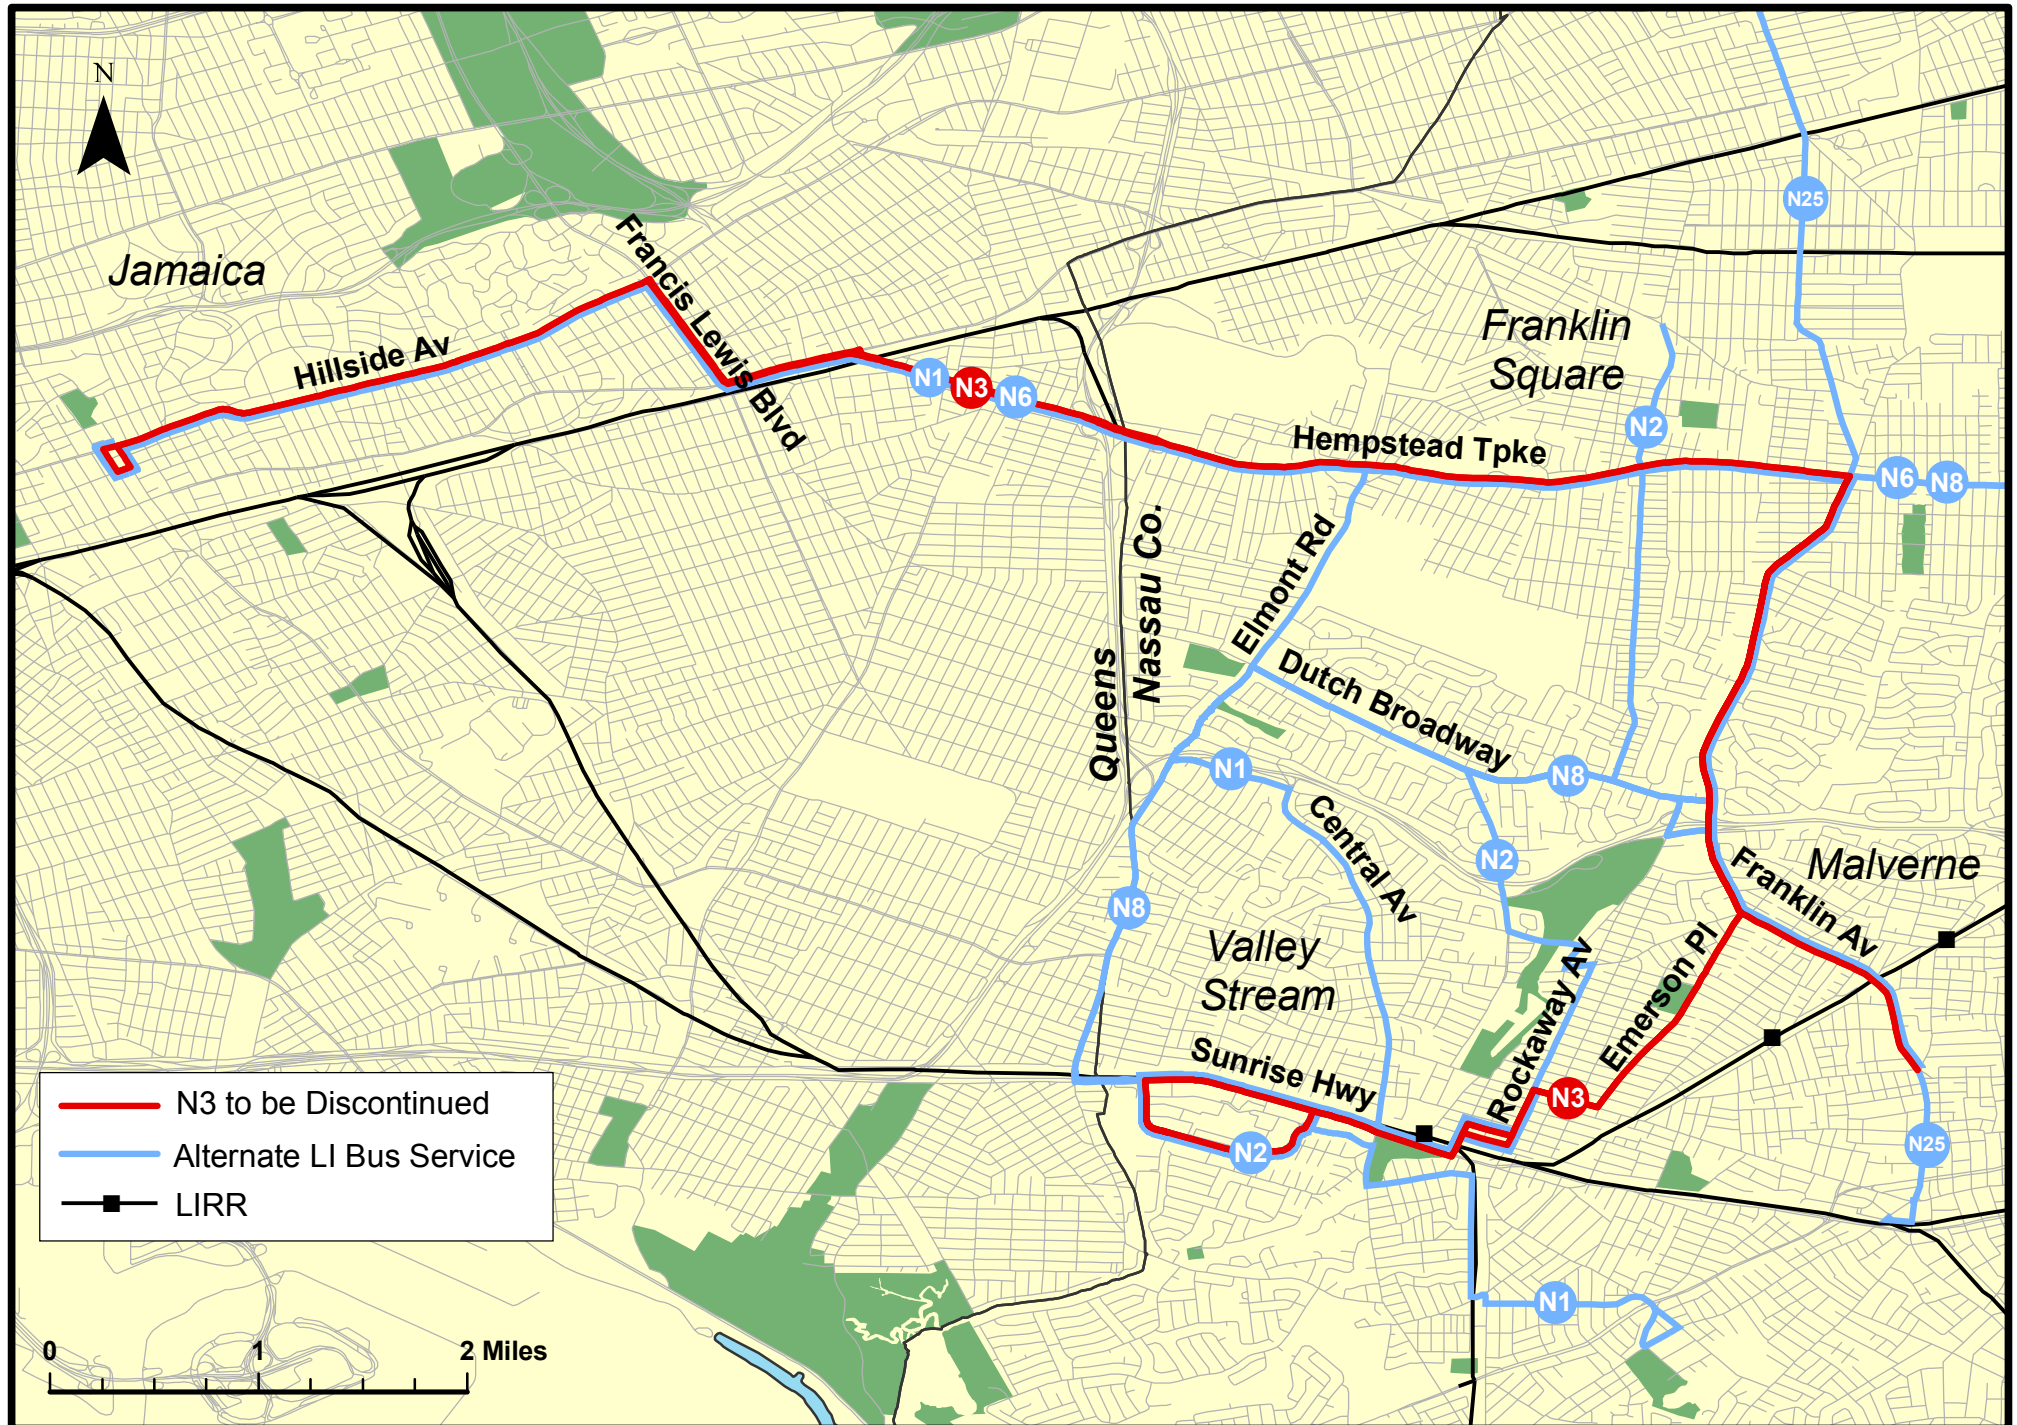 N
N25
Jamaica
Francis Lewis Blvd
Franklin
Square
Hillside Av
N1
N3
N6
N2
Hempstead Tpke
N6
N8
Elmont Rd
Nassau Co.
Queens
Dutch Broadway
N1
N8
Central Av
N2
Franklin Av
Malverne
N8
Valley
Stream
Rockaway Av
Emerson Pl
Sunrise Hwy
N3
N2
N25
N1
N3 to be Discontinued
Alternate LI Bus Service
LIRR
0
1
2 Miles